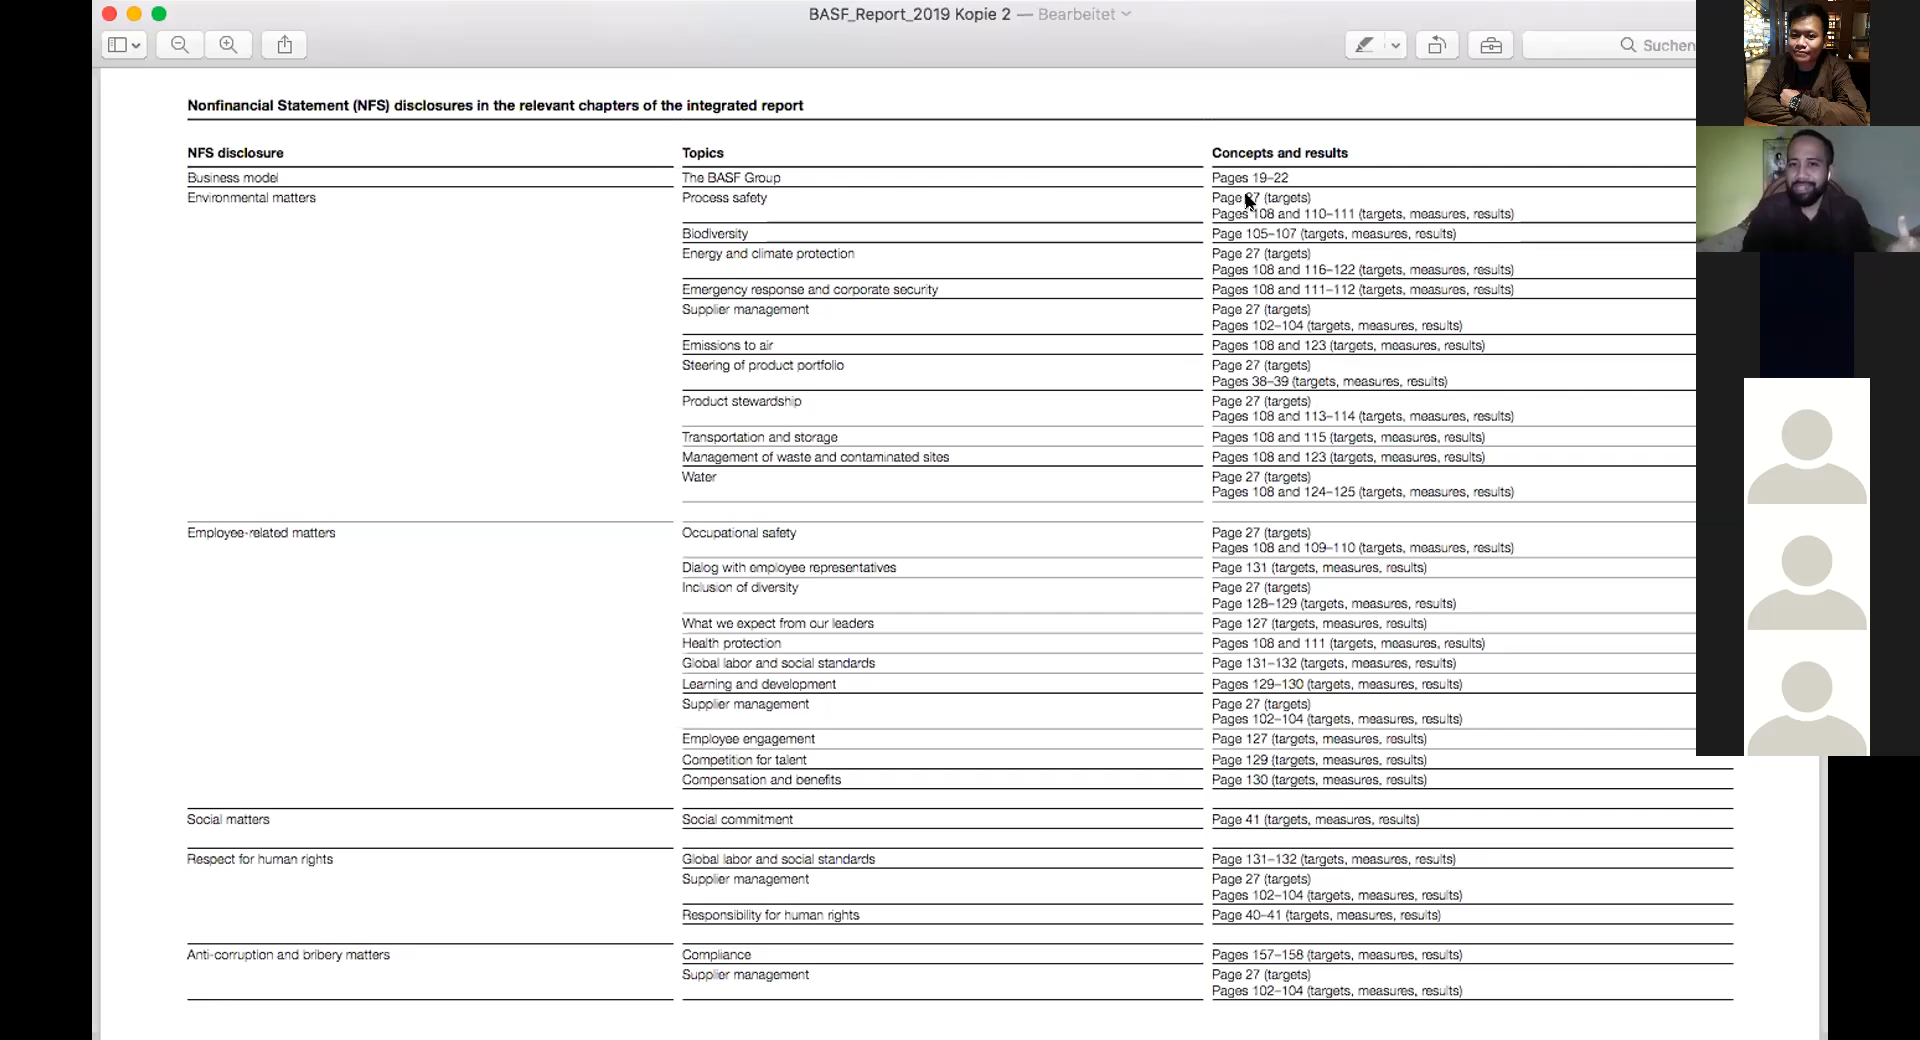 BASF_Report_2019 Kopie 2 — Bearbeitet
Suchen
Nonfinancial Statement (NFS) disclosures in the relevant chapters of the integrated report
NFS disclosure Topics Concepts and results
Business model The BASF Group Pages 19–22
Environmental matters Process safety Page 27 (targets)
Pages 108 and 110–111 (targets, measures, results)
Biodiversity Page 105–107 (targets, measures, results)
Energy and climate protection Page 27 (targets)
Pages 108 and 116–122 (targets, measures, results)
Emergency response and corporate security Pages 108 and 111–112 (targets, measures, results)
Supplier management Page 27 (targets)
Pages 102–104 (targets, measures, results)
Emissions to air Pages 108 and 123 (targets, measures, results)
Steering of product portfolio Page 27 (targets)
Pages 38–39 (targets, measures, results)
Product stewardship Page 27 (targets)
Pages 108 and 113–114 (targets, measures, results)
Transportation and storage Pages 108 and 115 (targets, measures, results)
Management of waste and contaminated sites Pages 108 and 123 (targets, measures, results)
Water Page 27 (targets)
Pages 108 and 124–125 (targets, measures, results)
Employee-related matters Occupational safety Page 27 (targets)
Pages 108 and 109–110 (targets, measures, results)
Dialog with employee representatives Page 131 (targets, measures, results)
Inclusion of diversity Page 27 (targets)
Page 128–129 (targets, measures, results)
What we expect from our leaders Page 127 (targets, measures, results)
Health protection Pages 108 and 111 (targets, measures, results)
Global labor and social standards Page 131–132 (targets, measures, results)
Learning and development Pages 129–130 (targets, measures, results)
Supplier management Page 27 (targets)
Pages 102–104 (targets, measures, results)
Employee engagement Page 127 (targets, measures, results)
Competition for talent Page 129 (targets, measures, results)
Compensation and benefits Page 130 (targets, measures, results)
Social matters Social commitment Page 41 (targets, measures, results)
Respect for human rights Global labor and social standards Page 131–132 (targets, measures, results)
Supplier management Page 27 (targets)
Pages 102–104 (targets, measures, results)
Responsibility for human rights Page 40–41 (targets, measures, results)
Anti-corruption and bribery matters Compliance Pages 157–158 (targets, measures, results)
Supplier management Page 27 (targets)
Pages 102–104 (targets, measures, results)